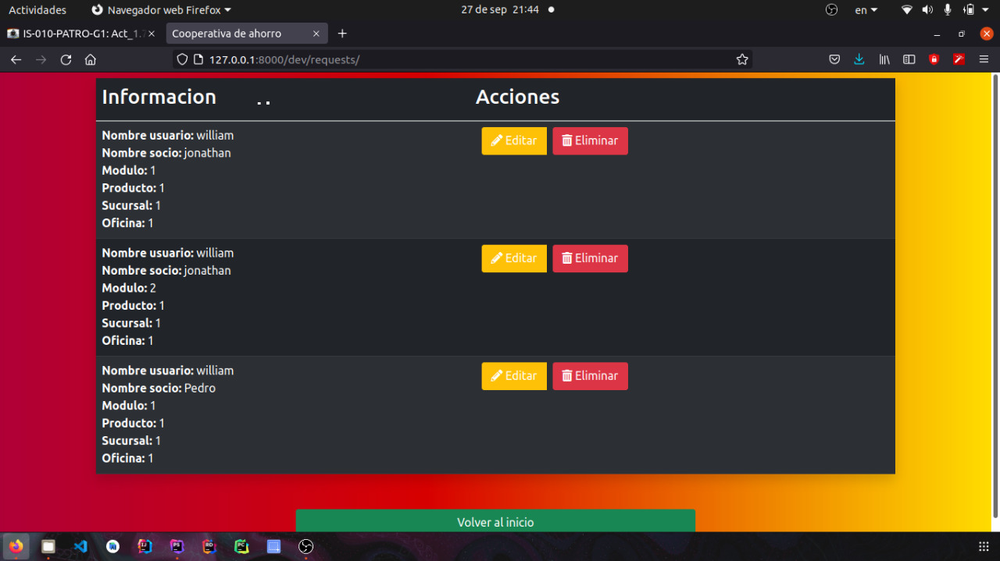 Actividades Navegador web Firefox 27 de sep 21:44 en
IS-010-PATRO-G1: Act_1. Cooperativa de ahorro
127.0.0.1:8000/dev/requests/
Informacion .. Acciones
Nombre usuario: william Editar Eliminar
Nombre socio: jonathan
Modulo: 1
Producto: 1
Sucursal: 1
Oficina: 1
Nombre usuario: william Editar Eliminar
Nombre socio: jonathan
Modulo: 2
Producto: 1
Sucursal: 1
Oficina: 1
Nombre usuario: william Editar Eliminar
Nombre socio: Pedro
Modulo: 1
Producto: 1
Sucursal: 1
Oficina: 1
Volver al inicio